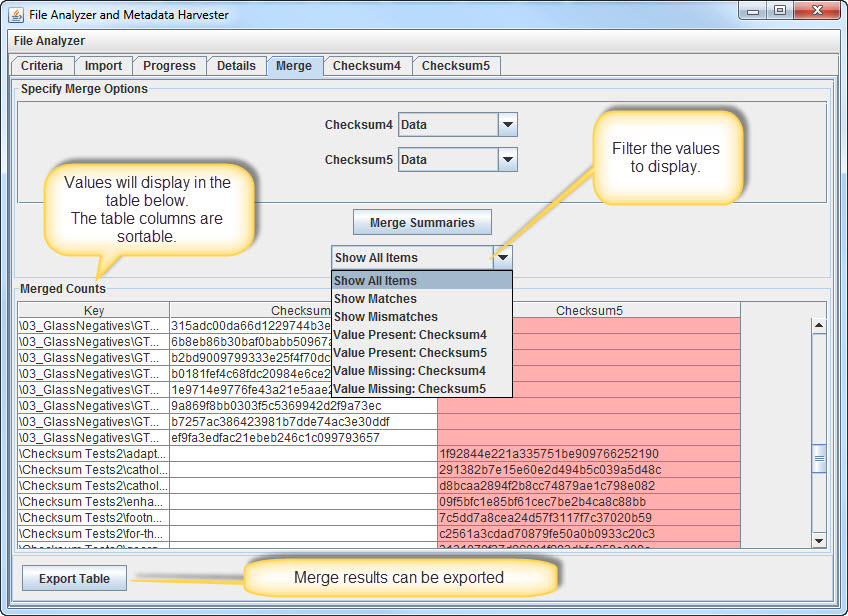 File Analyzer and Metadata Harvester
File Analyzer
Criteria Import Progress Details Merge Checksum4 Checksum5
Specify Merge Options
Checksum4 Data
Checksum5 Data
Filter the values
to display.
Values will display in the
table below.
The table columns are
sortable.
Merge Summaries
Show All Items
Show All Items
Show Matches
Show Mismatches
Value Present: Checksum4
Value Present: Checksum5
Value Missing: Checksum4
Value Missing: Checksum5
Merged Counts
Key Checksum Checksum5
\03_GlassNegatives\GT... 315adc00da66d1229744b3e
\03_GlassNegatives\GT... 6b8eb86b30baf0babb50967a
\03_GlassNegatives\GT... b2bd9009799333e25f4f70dc
\03_GlassNegatives\GT... b0181fef4c68fdc20984e6ce2
\03_GlassNegatives\GT... 1e9714e9776fe43a21e5aae2
\03_GlassNegatives\GT... 9a869f8bb0303f5c5369942d2f9a73ec
\03_GlassNegatives\GT... b7257ac386423981b7dde74ac3e30ddf
\03_GlassNegatives\GT... ef9fa3edfac21ebeb246c1c099793657
\Checksum Tests2\adapt... 1f92844e221a335751be909766252190
\Checksum Tests2\cathol... 291382b7e15e60e2d494b5c039a5d48c
\Checksum Tests2\cathol... d8bcaa2894f2b8cc74879ae1c798e082
\Checksum Tests2\enha... 09f5bfc1e85bf61cec7be2b4ca8c88bb
\Checksum Tests2\footn... 7c5dd7a8cea24d57f3117f7c37020b59
\Checksum Tests2\for-th... c2561a3cdad70879fe50a0b0933c20c3
Export Table
Merge results can be exported